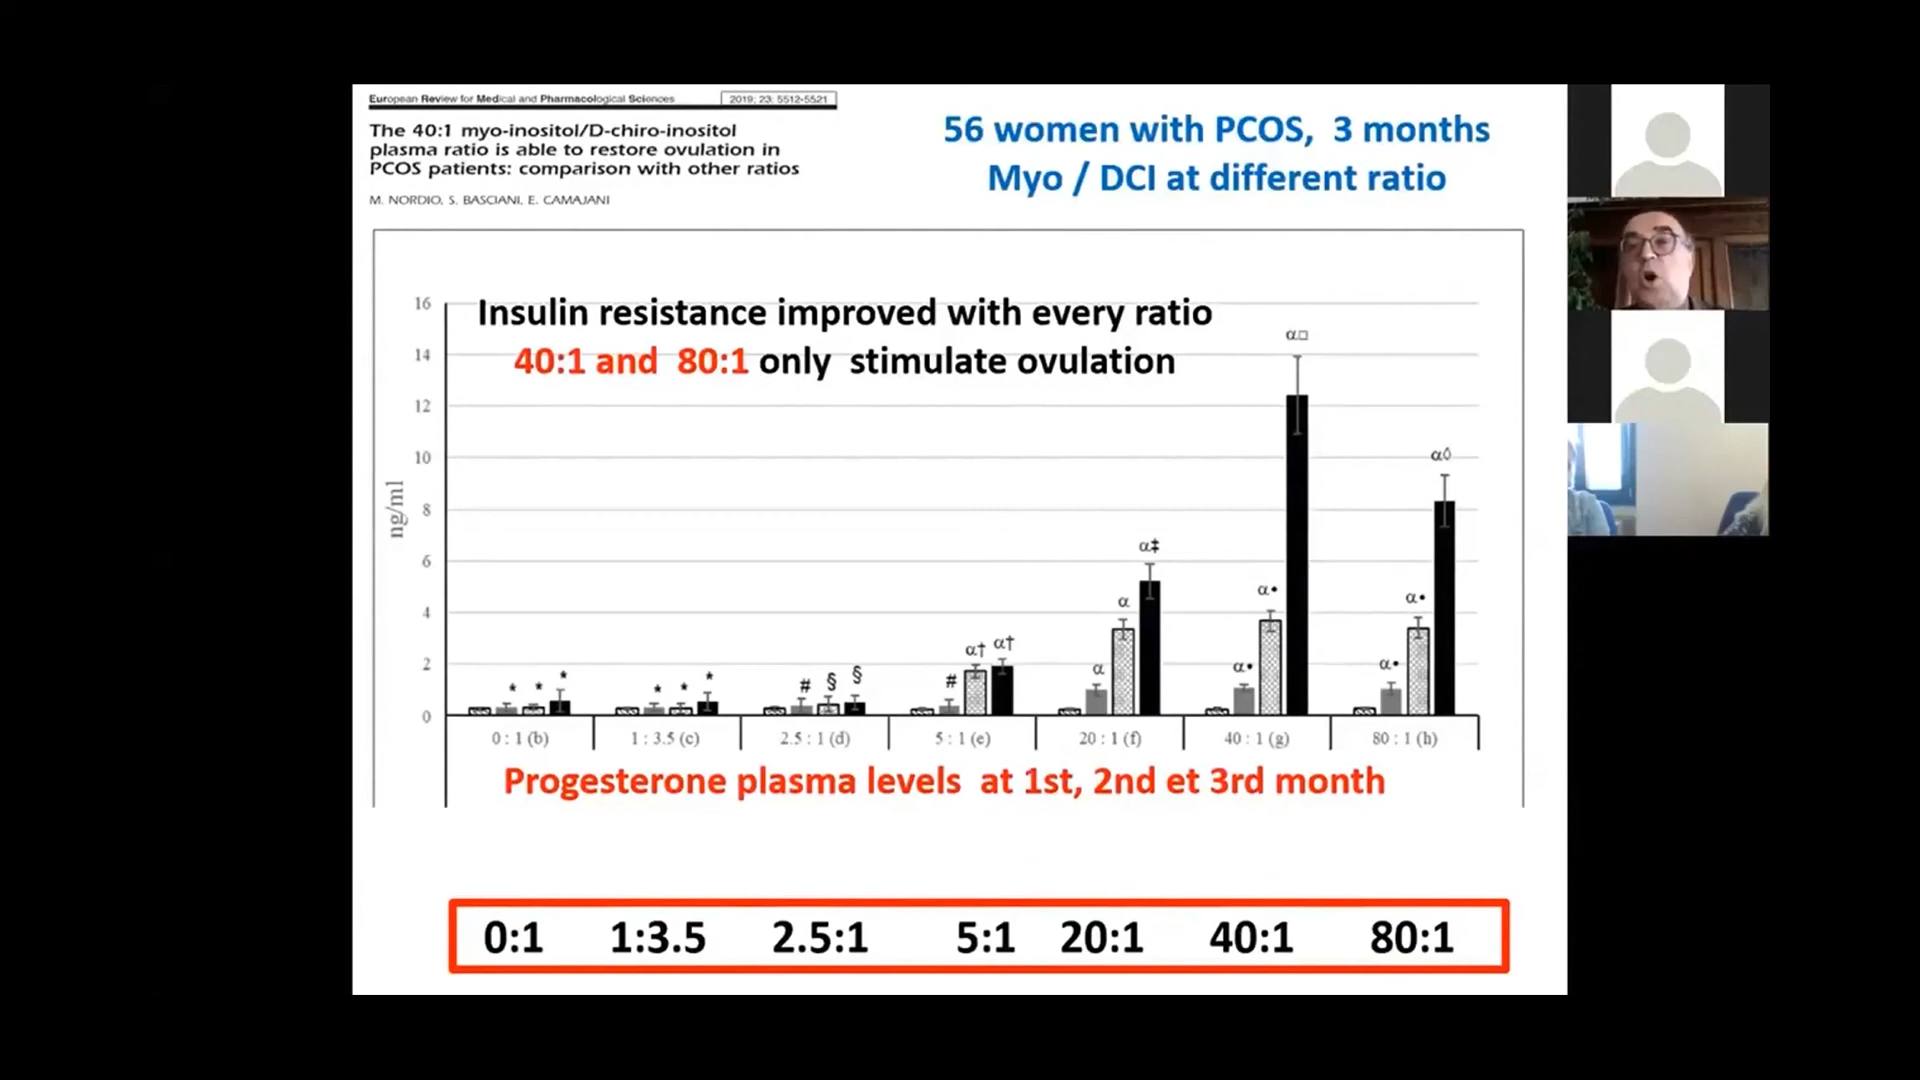 European Review for Medical and Pharmacological Sciences 2019; 23: 5512-5521
The 40:1 myo-inositol/D-chiro-inositol
plasma ratio is able to restore ovulation in
PCOS patients: comparison with other ratios
M. NORDIO, S. BASCIANI, E. CAMAJANI
56 women with PCOS, 3 months
Myo / DCI at different ratio
Insulin resistance improved with every ratio
40:1 and 80:1 only stimulate ovulation
16
14
12
10
8
6
4
2
0
ng/ml
* * *
* * *
# § §
# α† α†
α α α‡
α• α• α□
α• α• α◊
0 : 1 (b) 1 : 3.5 (c) 2.5 : 1 (d) 5 : 1 (e) 20 : 1 (f) 40 : 1 (g) 80 : 1 (h)
Progesterone plasma levels at 1st, 2nd et 3rd month
0:1 1:3.5 2.5:1 5:1 20:1 40:1 80:1